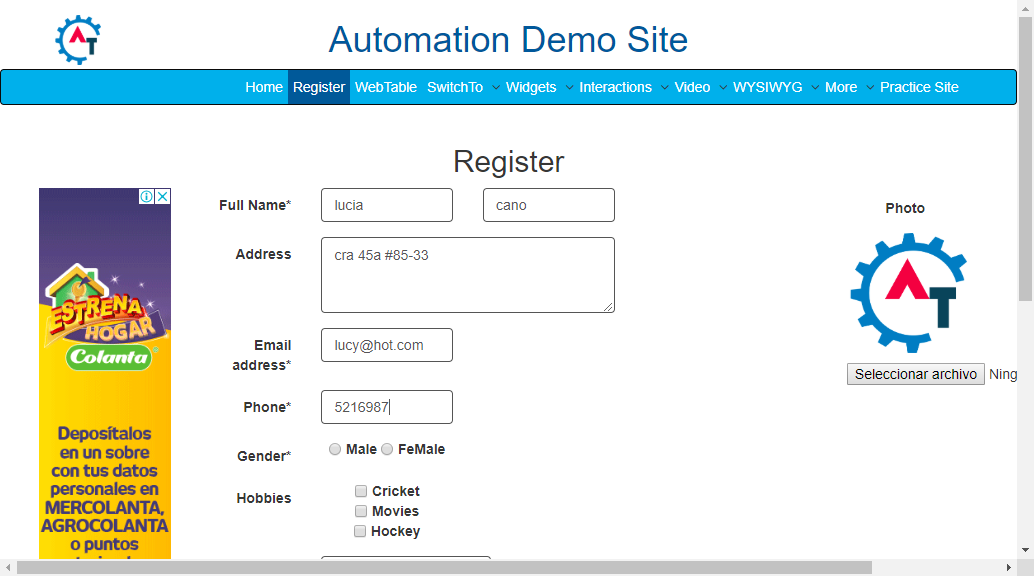 Automation Demo Site
Home Register WebTable SwitchTo Widgets Interactions Video WYSIWYG More Practice Site
Register
Full Name* lucia cano
Address cra 45a #85-33
Email address* lucy@hot.com
Phone* 5216987
Gender* Male FeMale
Hobbies Cricket
Movies
Hockey
Photo
AT
Seleccionar archivo Ning
ESTRENA
HOGAR
Colanta
Deposítalos
en un sobre
con tus datos
personales en
MERCOLANTA,
AGROCOLANTA
o puntos